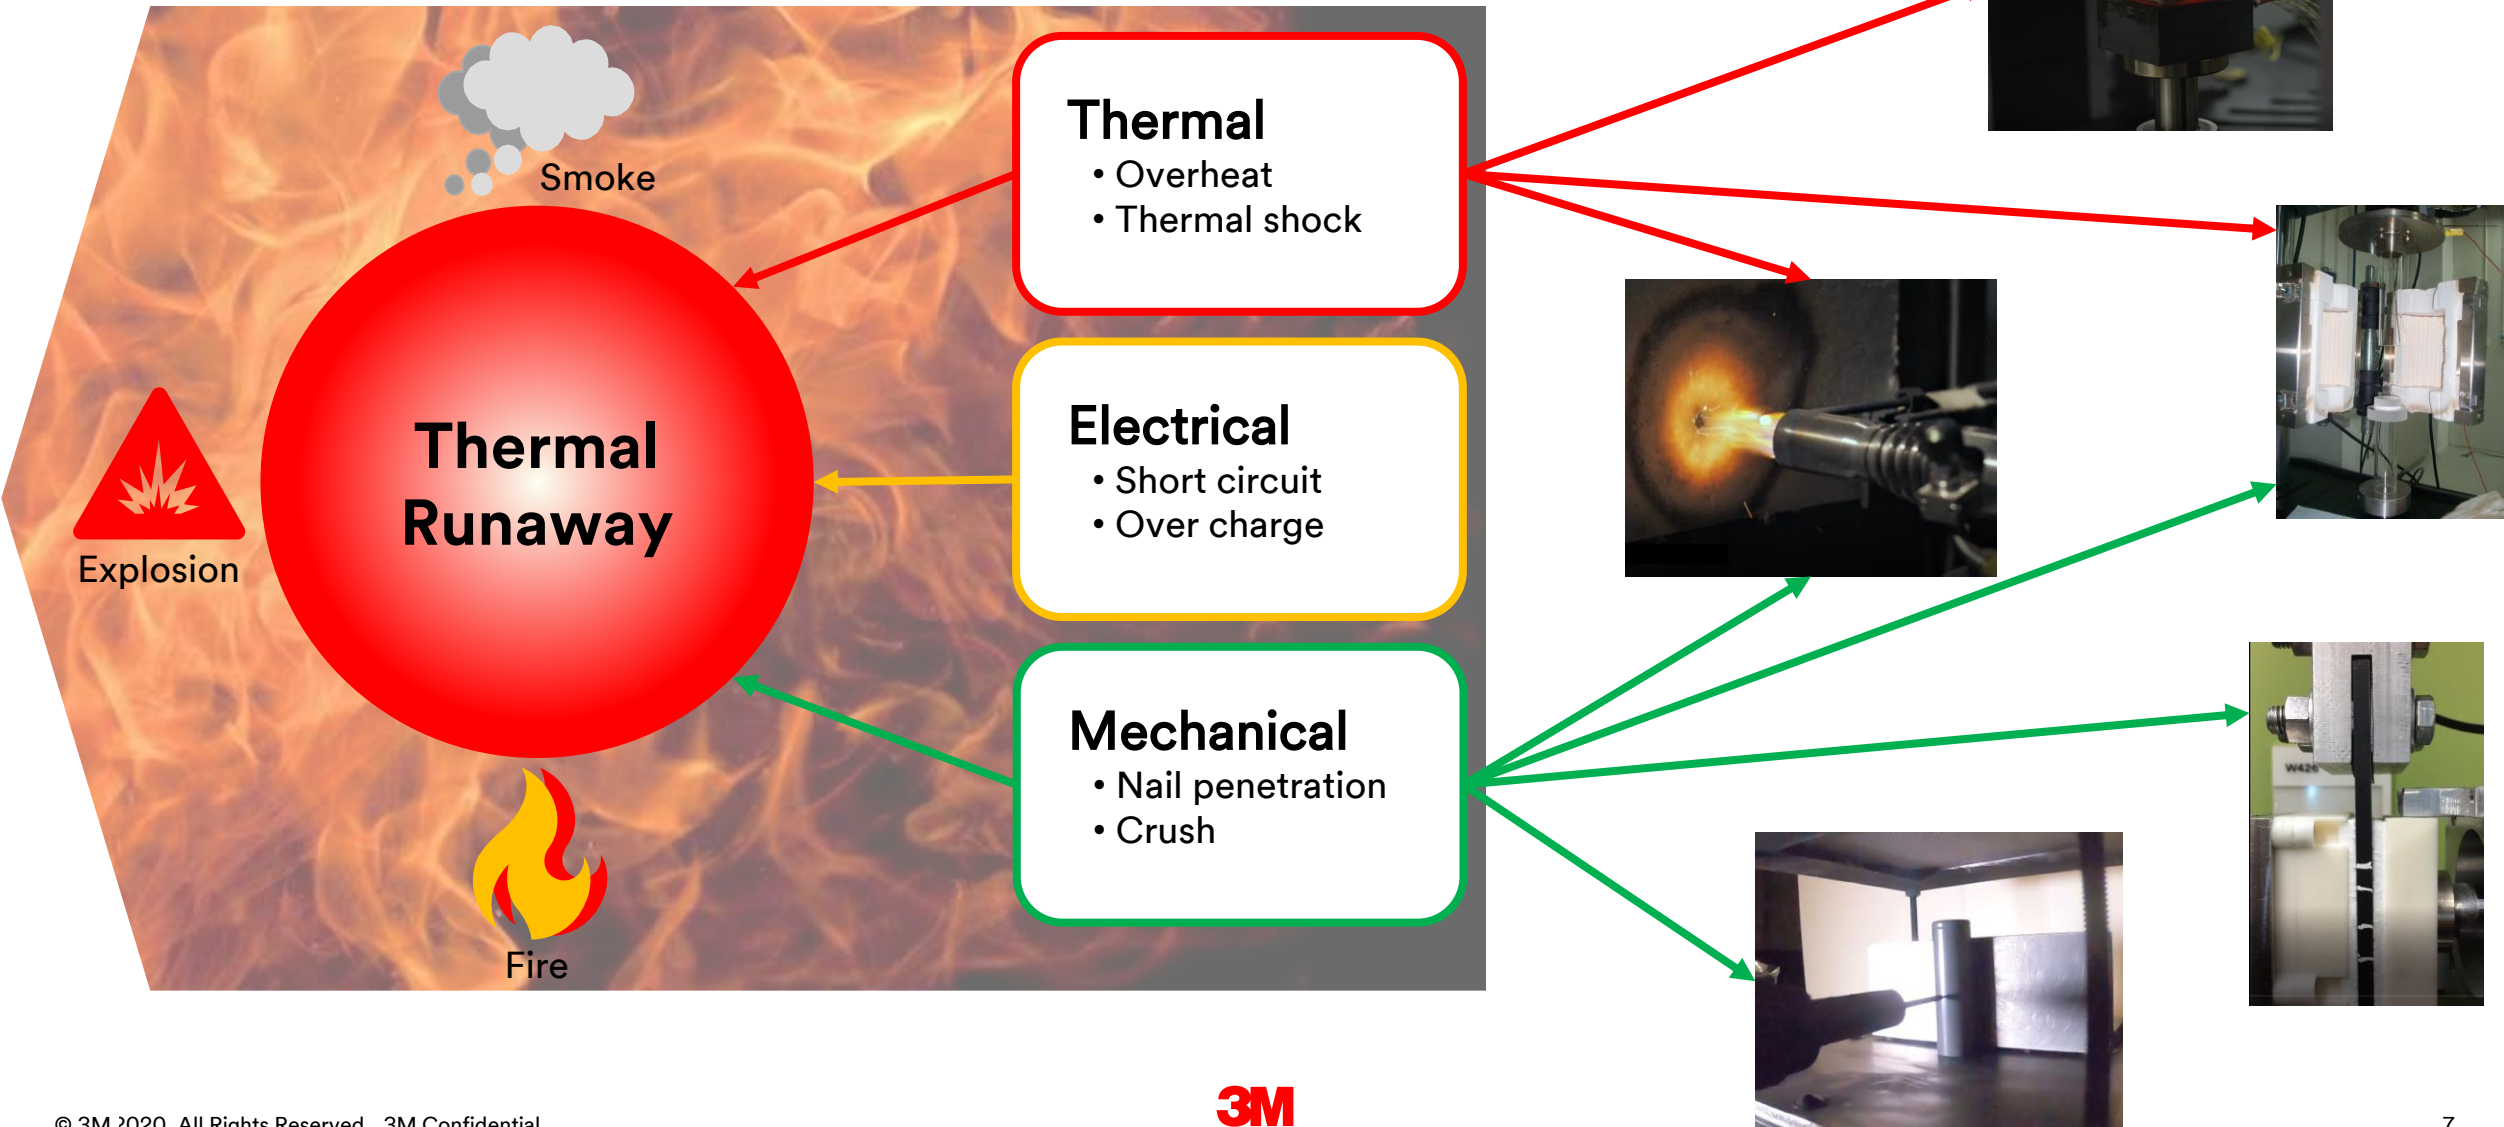 Smoke
Thermal
• Overheat
• Thermal shock
Thermal
Runaway
Explosion
Electrical
• Short circuit
• Over charge
Mechanical
• Nail penetration
• Crush
Fire
W426
3M
© 3M 2020. All Rights Reserved. 3M Confidential
7